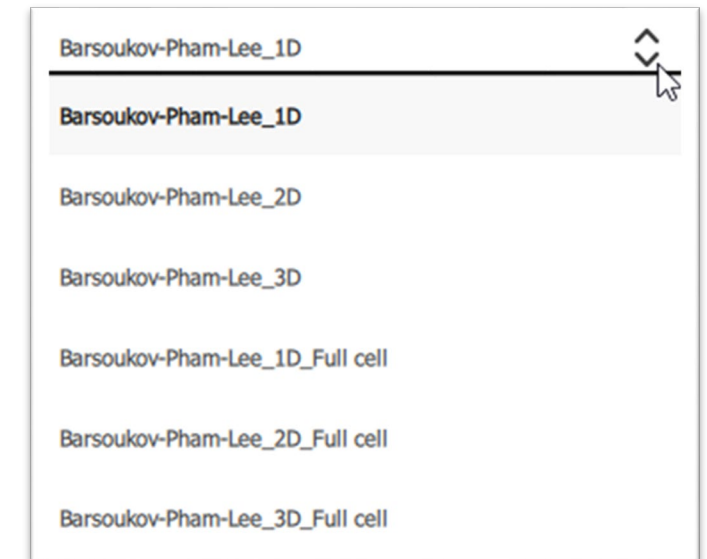 Barsoukov-Pham-Lee_1D
Barsoukov-Pham-Lee_1D
Barsoukov-Pham-Lee_2D
Barsoukov-Pham-Lee_3D
Barsoukov-Pham-Lee_1D_Full cell
Barsoukov-Pham-Lee_2D_Full cell
Barsoukov-Pham-Lee_3D_Full cell